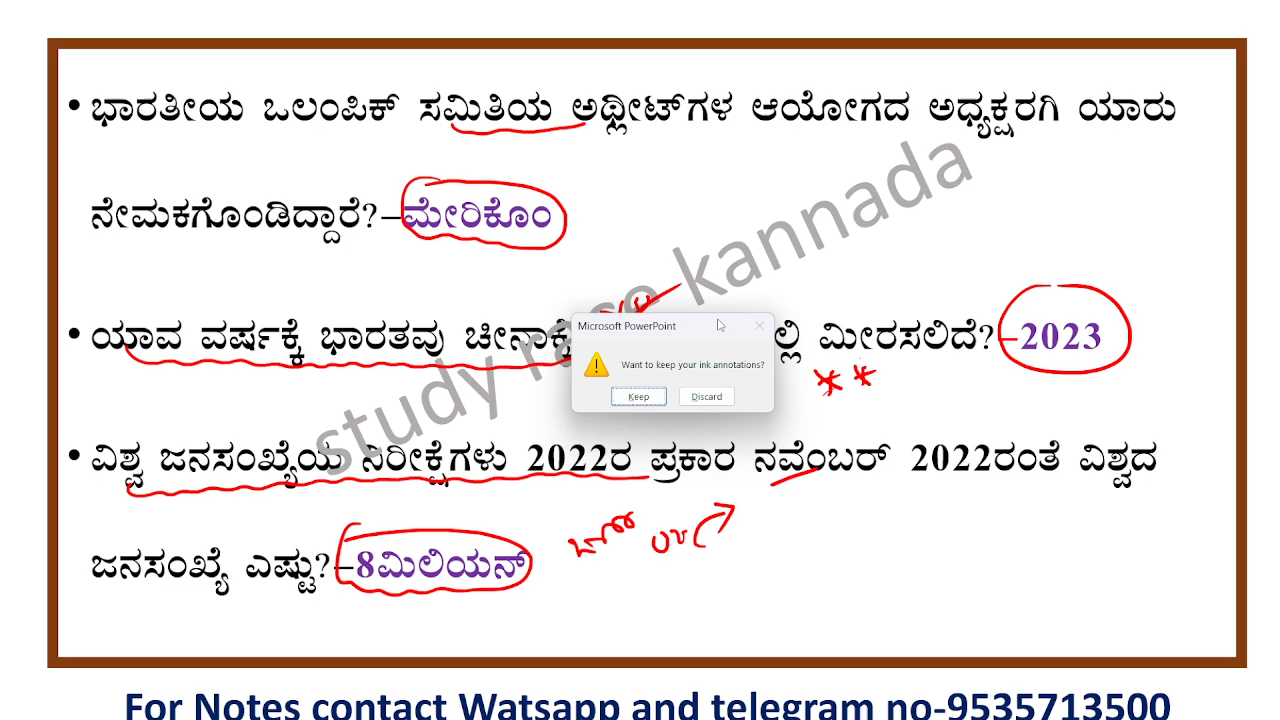 • ಭಾರತೀಯ ಒಲಂಪಿಕ್ ಸಮಿತಿಯ ಅಥ್ಲೀಟ್‌ಗಳ ಆಯೋಗದ ಅಧ್ಯಕ್ಷರಗಿ ಯಾರು
ನೇಮಕಗೊಂಡಿದ್ದಾರೆ?–ಮೇರಿಕೊಂ
study race kannada
• ಯಾವ ವರ್ಷಕ್ಕೆ ಭಾರತವು ಚೀನಾಕ್ಕೆ ಮೀರಸಲಿದೆ?–2023
Microsoft PowerPoint
Want to keep your ink annotations?
Keep Discard
• ವಿಶ್ವ ಜನಸಂಖ್ಯೆಯ ನಿರೀಕ್ಷೆಗಳು 2022ರ ಪ್ರಕಾರ ನವೆಂಬರ್ 2022ರಂತೆ ವಿಶ್ವದ
ಜನಸಂಖ್ಯೆ ಎಷ್ಟು?–8ಮಿಲಿಯನ್
For Notes contact Watsapp and telegram no-9535713500